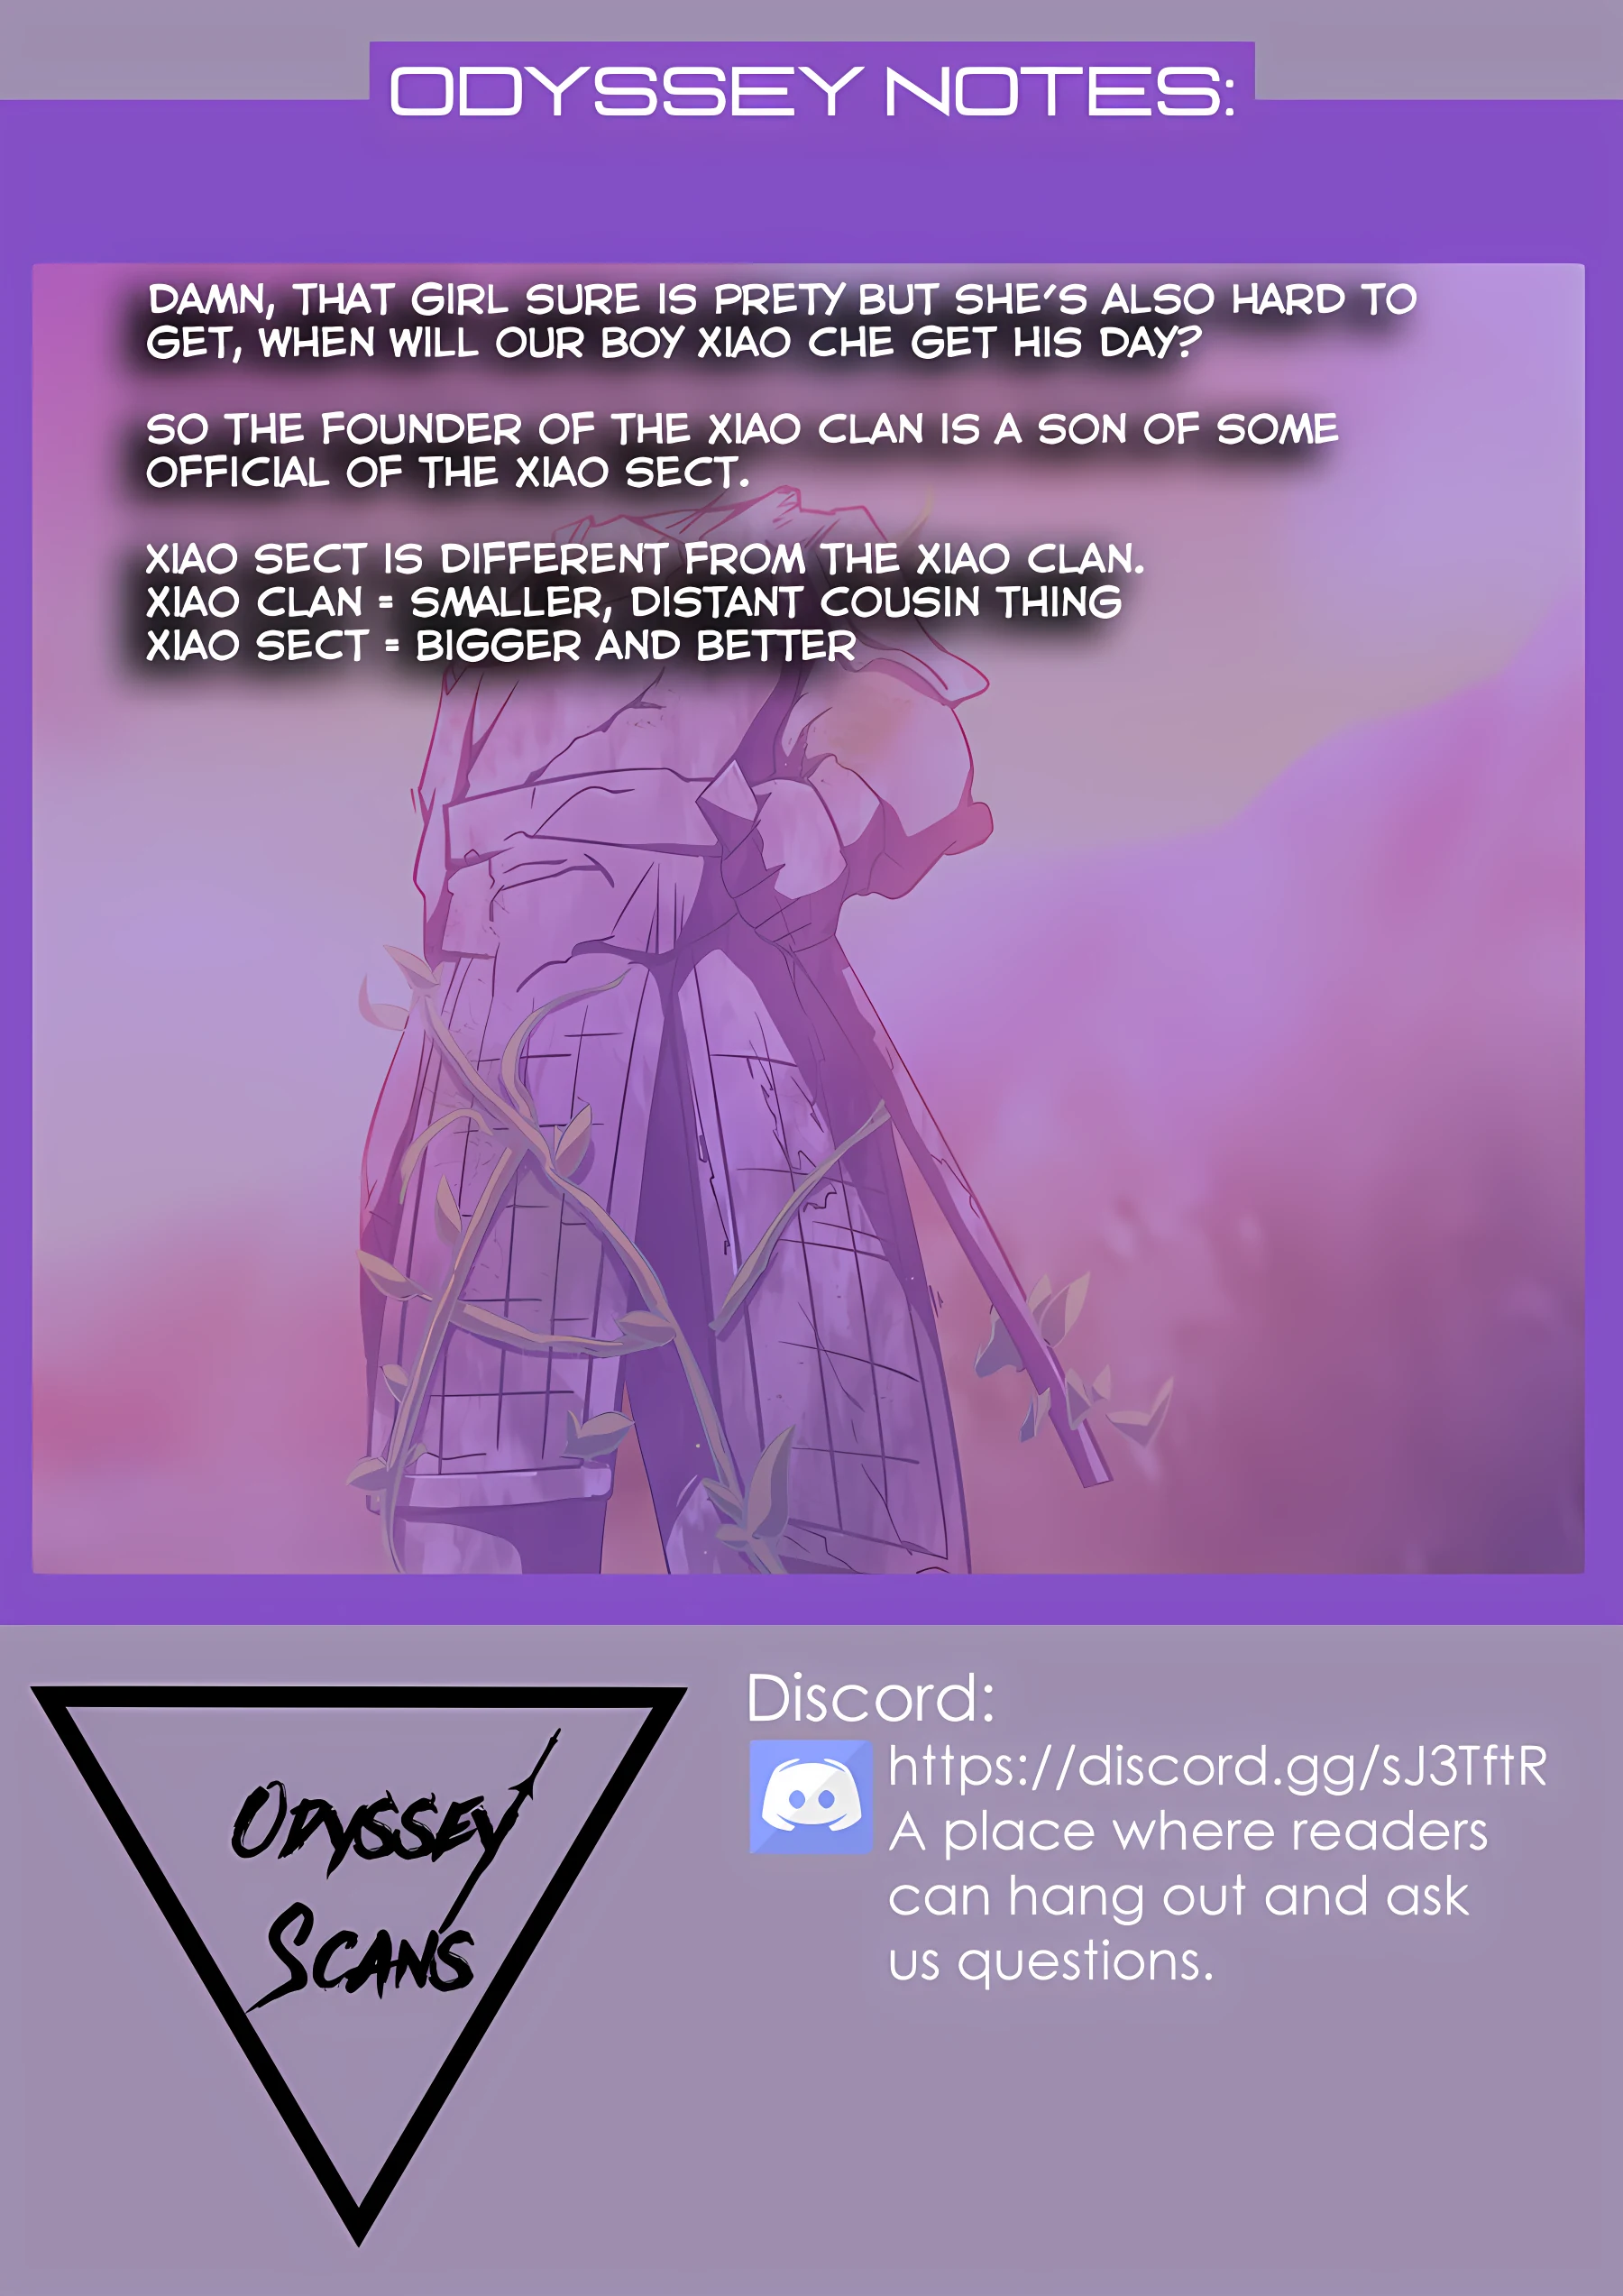 ODYSSEY NOTES:
DAMN, THAT GIRL SURE IS PRETY BUT SHE'S ALSO HARD TO
GET, WHEN WILL OUR BOY XIAO CHE GET HIS DAY?
SO THE FOUNDER OF THE XIAO CLAN IS A SON OF SOME
OFFICIAL OF THE XIAO SECT.
XIAO SECT IS DIFFERENT FROM THE XIAO CLAN.
XIAO CLAN = SMALLER, DISTANT COUSIN THING
XIAO SECT = BIGGER AND BETTER
ODYSSEY
SCANS
Discord:
https://discord.gg/sJ3TftR
A place where readers
can hang out and ask
us questions.